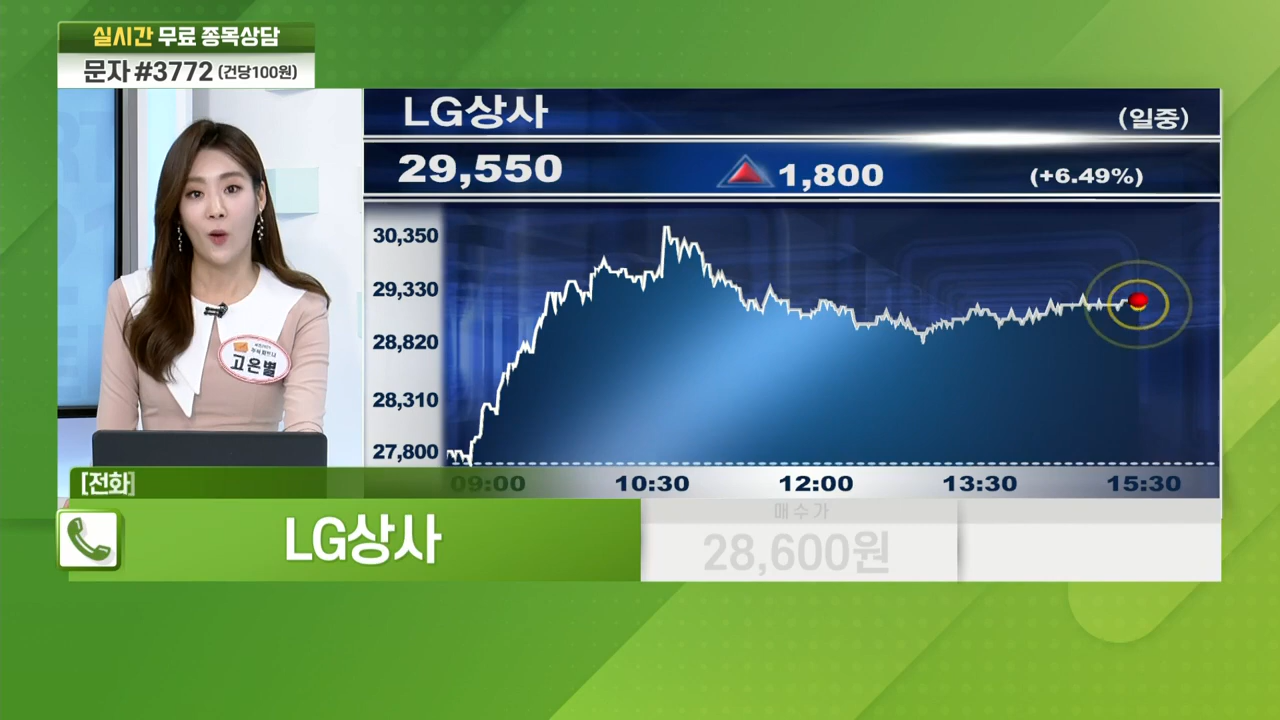 실시간 무료 종목상담
문자 #3772 (건당100원)
LG상사
(일중)
29,550 1,800 (+6.49%)
30,350
29,330
28,820
28,310
27,800
09:00 10:30 12:00 13:30 15:30
고은별
[전화]
LG상사
매수가
28,600원